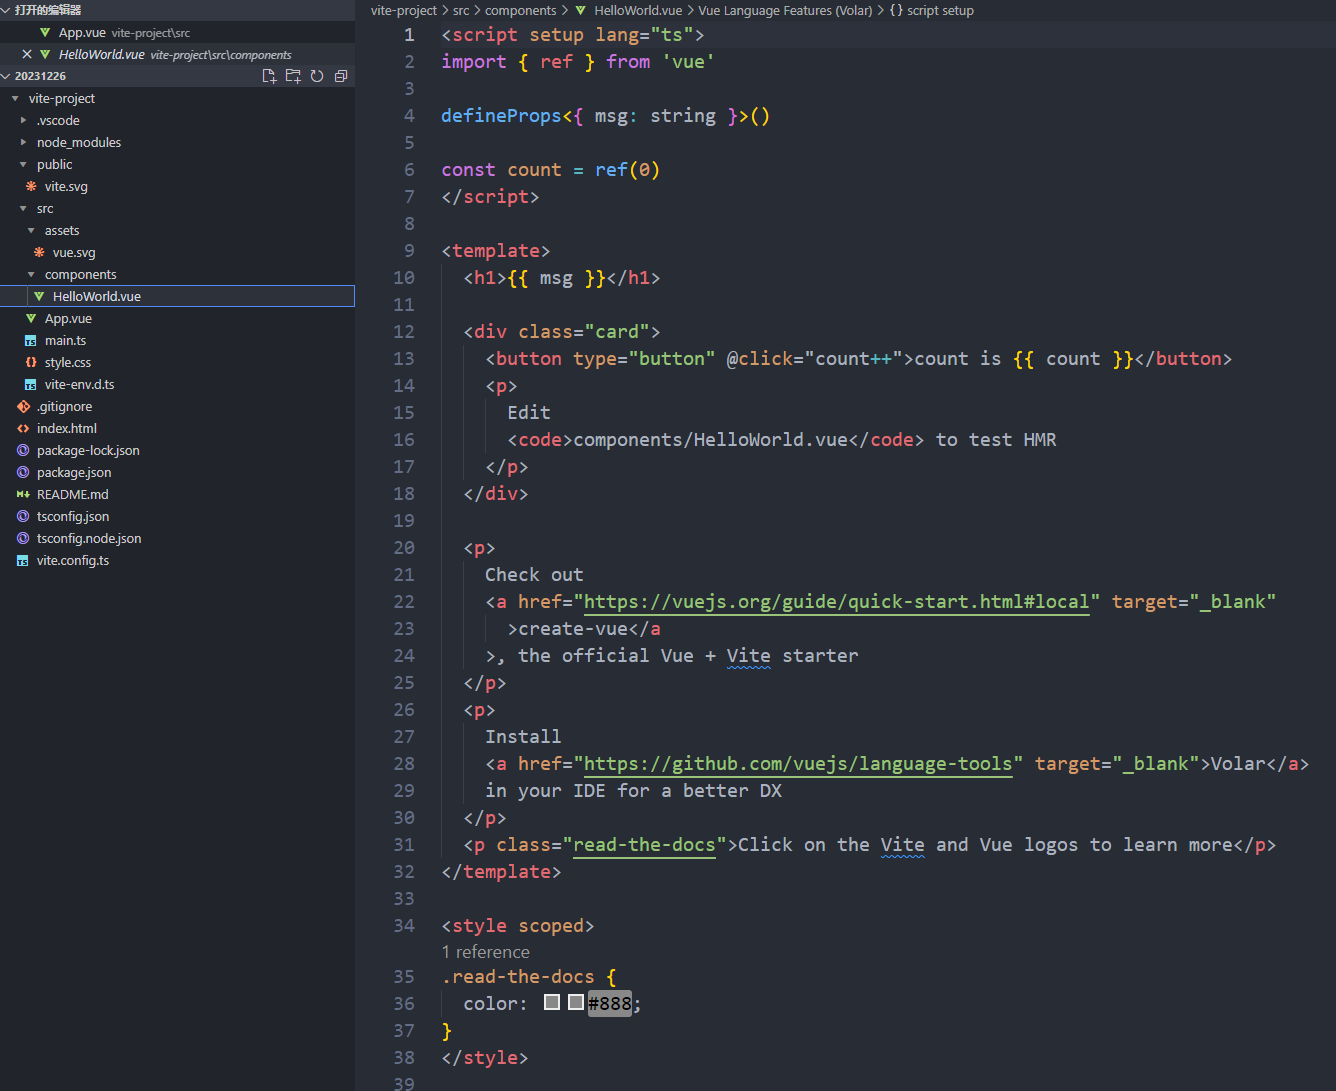 打开的编辑器
App.vue vite-project\src
HelloWorld.vue vite-project\src\components
20231226
vite-project
.vscode
node_modules
public
vite.svg
src
assets
vue.svg
components
HelloWorld.vue
App.vue
main.ts
style.css
vite-env.d.ts
.gitignore
index.html
package-lock.json
package.json
README.md
tsconfig.json
tsconfig.node.json
vite.config.ts
vite-project > src > components > HelloWorld.vue > Vue Language Features (Volar) > {} script setup
1 <script setup lang="ts">
2 import { ref } from 'vue'
3
4 defineProps<{ msg: string }>()
5
6 const count = ref(0)
7 </script>
8
9 <template>
10 <h1>{{ msg }}</h1>
11
12 <div class="card">
13 <button type="button" @click="count++">count is {{ count }}</button>
14 <p>
15 Edit
16 <code>components/HelloWorld.vue</code> to test HMR
17 </p>
18 </div>
19
20 <p>
21 Check out
22 <a href="https://vuejs.org/guide/quick-start.html#local" target="_blank"
23 >create-vue</a
24 >, the official Vue + Vite starter
25 </p>
26 <p>
27 Install
28 <a href="https://github.com/vuejs/language-tools" target="_blank">Volar</a>
29 in your IDE for a better DX
30 </p>
31 <p class="read-the-docs">Click on the Vite and Vue logos to learn more</p>
32 </template>
33
34 <style scoped>
1 reference
35 .read-the-docs {
36 color: #888;
37 }
38 </style>
39